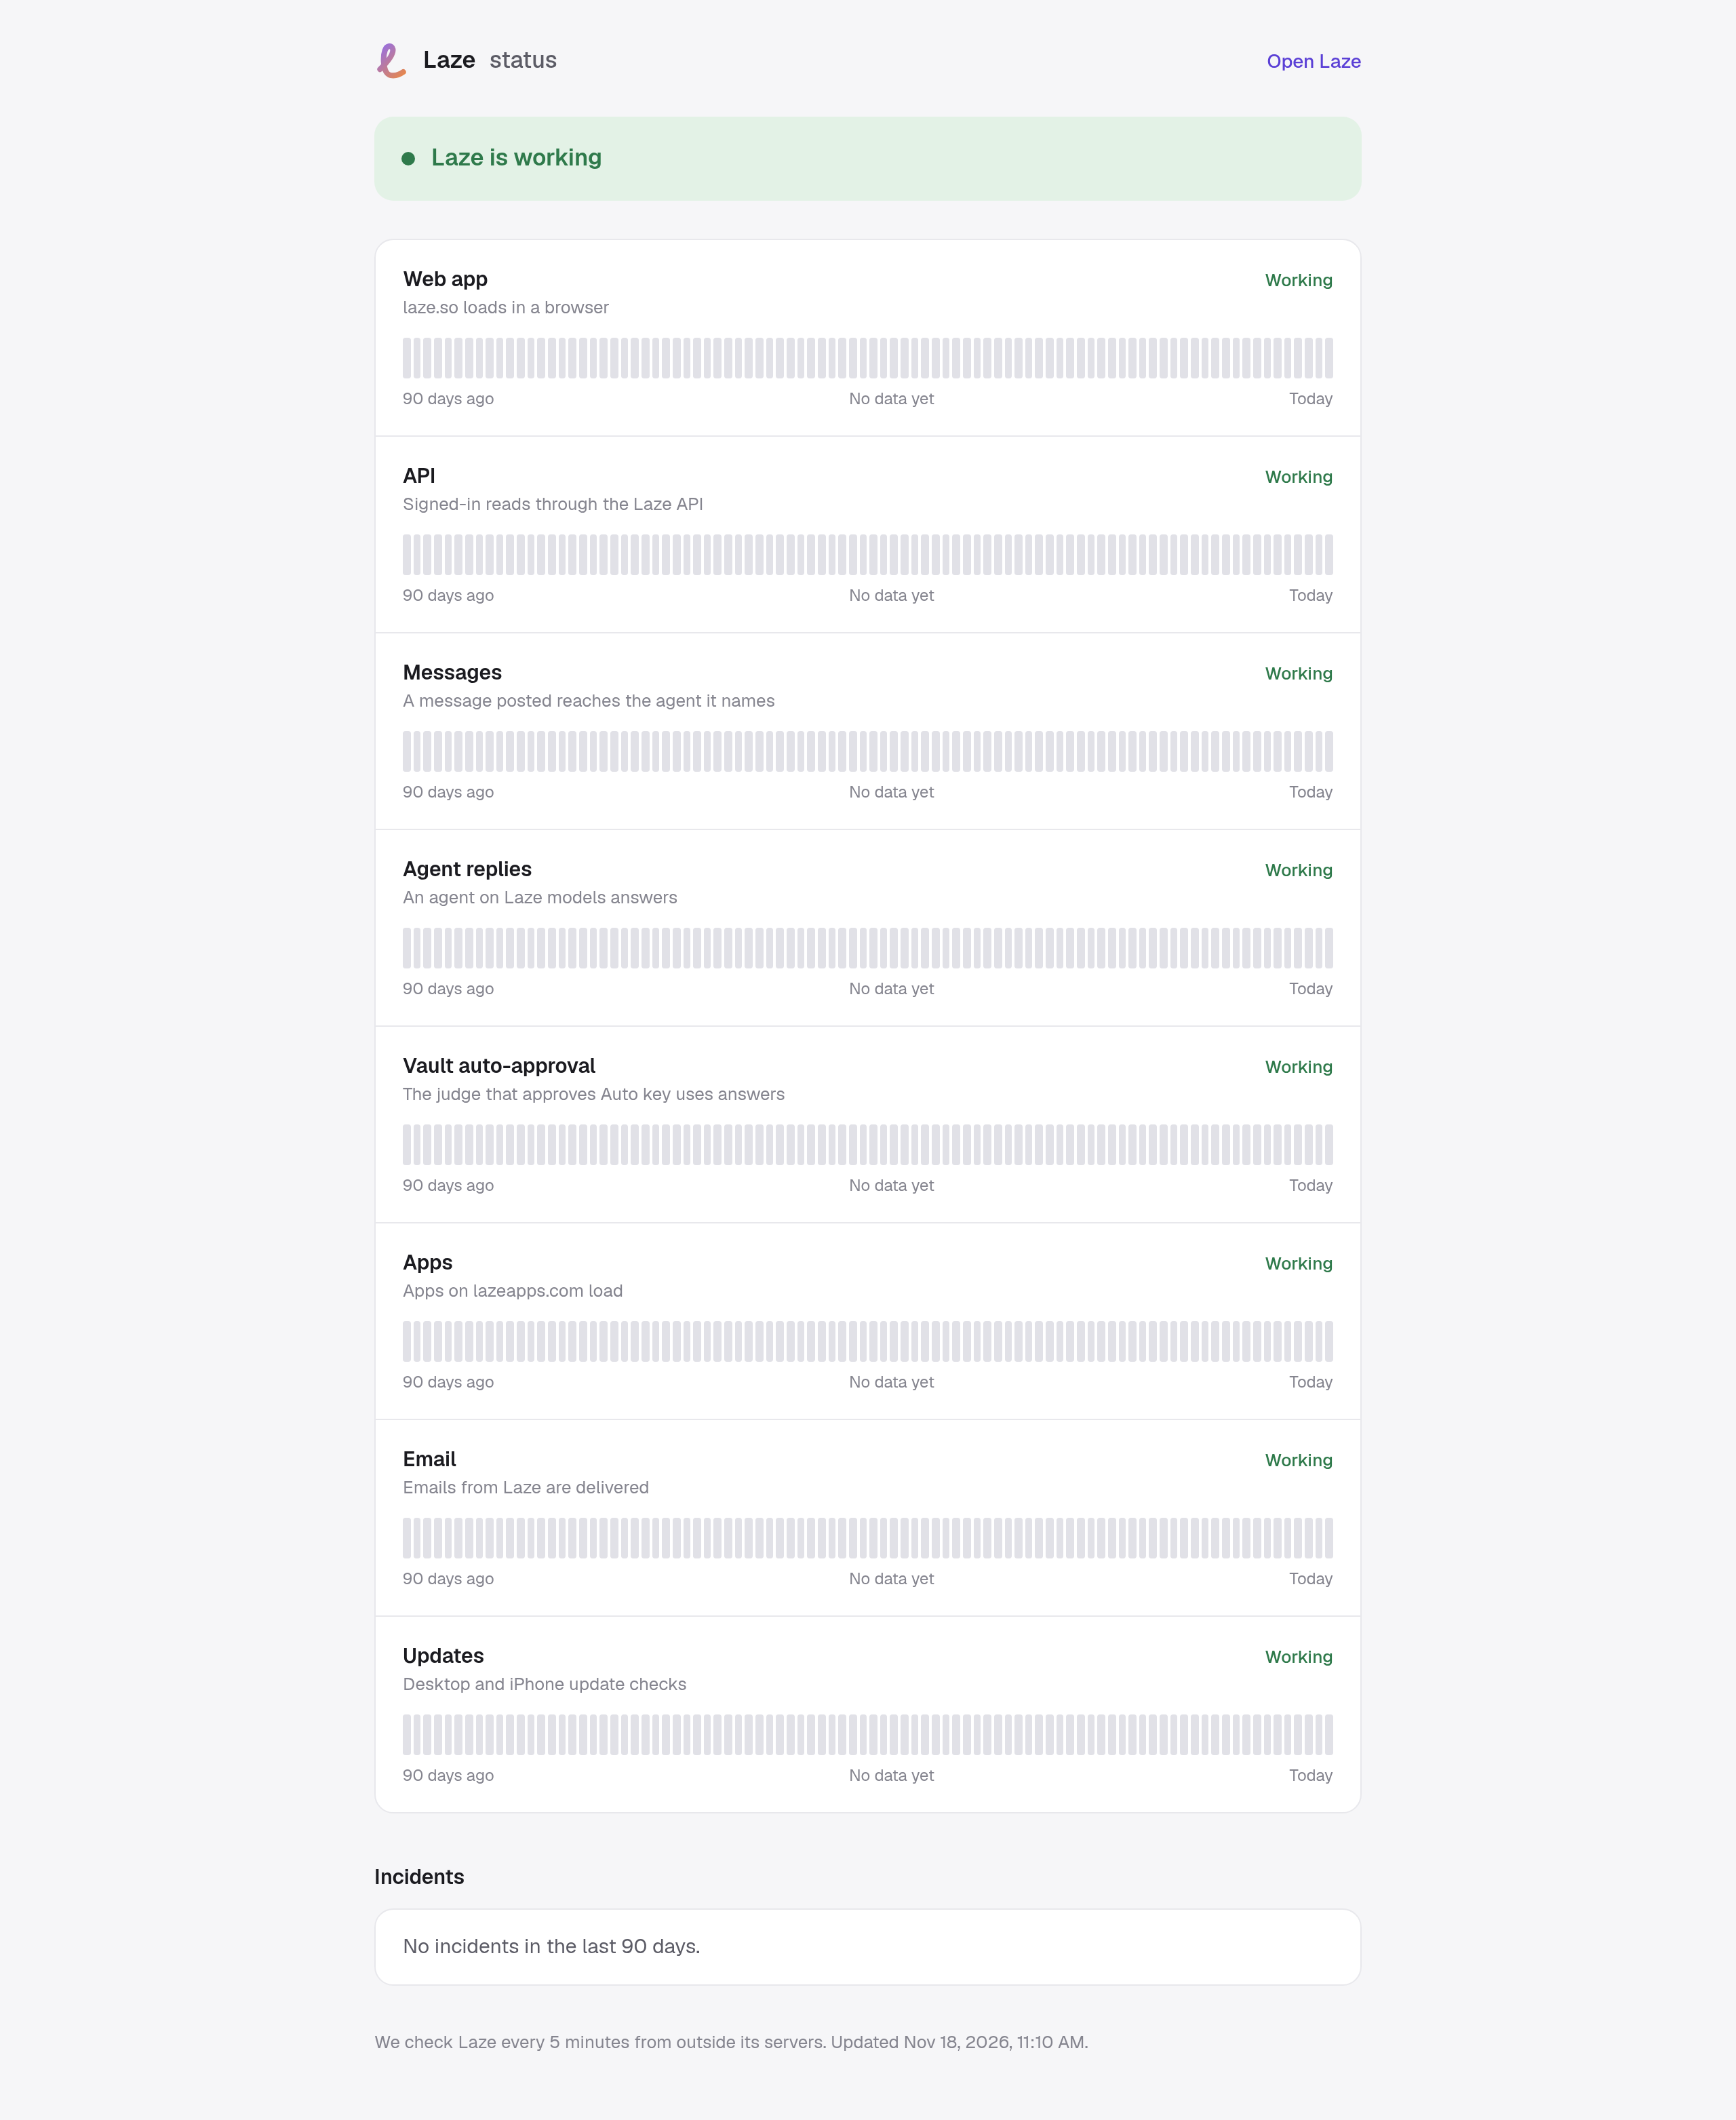 Laze status
Open Laze
Laze is working
Web app
Working
laze.so loads in a browser
90 days ago
No data yet
Today
API
Working
Signed-in reads through the Laze API
90 days ago
No data yet
Today
Messages
Working
A message posted reaches the agent it names
90 days ago
No data yet
Today
Agent replies
Working
An agent on Laze models answers
90 days ago
No data yet
Today
Vault auto-approval
Working
The judge that approves Auto key uses answers
90 days ago
No data yet
Today
Apps
Working
Apps on lazeapps.com load
90 days ago
No data yet
Today
Email
Working
Emails from Laze are delivered
90 days ago
No data yet
Today
Updates
Working
Desktop and iPhone update checks
90 days ago
No data yet
Today
Incidents
No incidents in the last 90 days.
We check Laze every 5 minutes from outside its servers. Updated Nov 18, 2026, 11:10 AM.